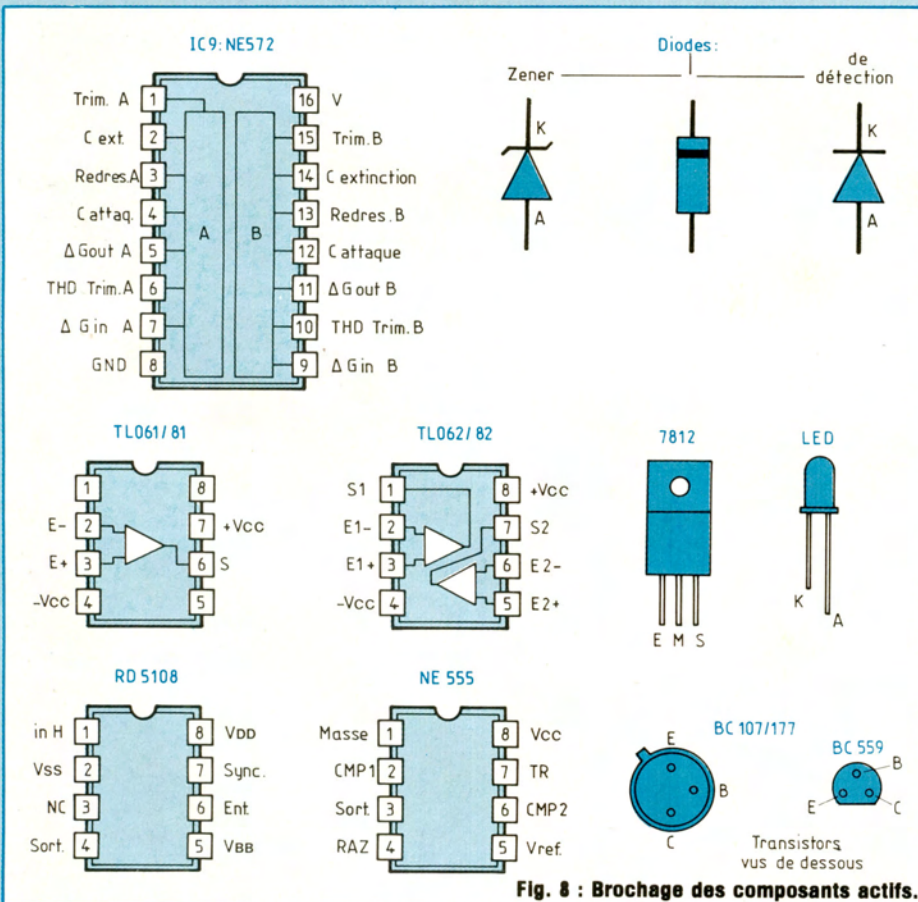 IC9: NE572
Trim. A 1
C ext. 2
Redres.A 3
C attaq. 4
Δ Gout A 5
THD Trim.A 6
Δ G in A 7
GND 8
A
B
16 V
15 Trim.B
14 C extinction
13 Redres.B
12 C attaque
11 Δ Gout B
10 THD Trim.B
9 Δ Gin B
Diodes:
Zener
de
détection
K
A
K
A
TL061/81
1
E- 2
E+ 3
-Vcc 4
8
7 +Vcc
6 S
5
TL062/82
S1 1
E1- 2
E1+ 3
-Vcc 4
8 +Vcc
7 S2
6 E2-
5 E2+
7812
E M S
LED
K
A
RD 5108
in H 1
Vss 2
NC 3
Sort. 4
8 VDD
7 Sync.
6 Ent.
5 VBB
NE 555
Masse 1
CMP1 2
Sort. 3
RAZ 4
8 Vcc
7 TR
6 CMP2
5 Vref.
BC 107/177
E
B
C
BC 559
B
E
C
Transistors
vus de dessous
Fig. 8 : Brochage des composants actifs.